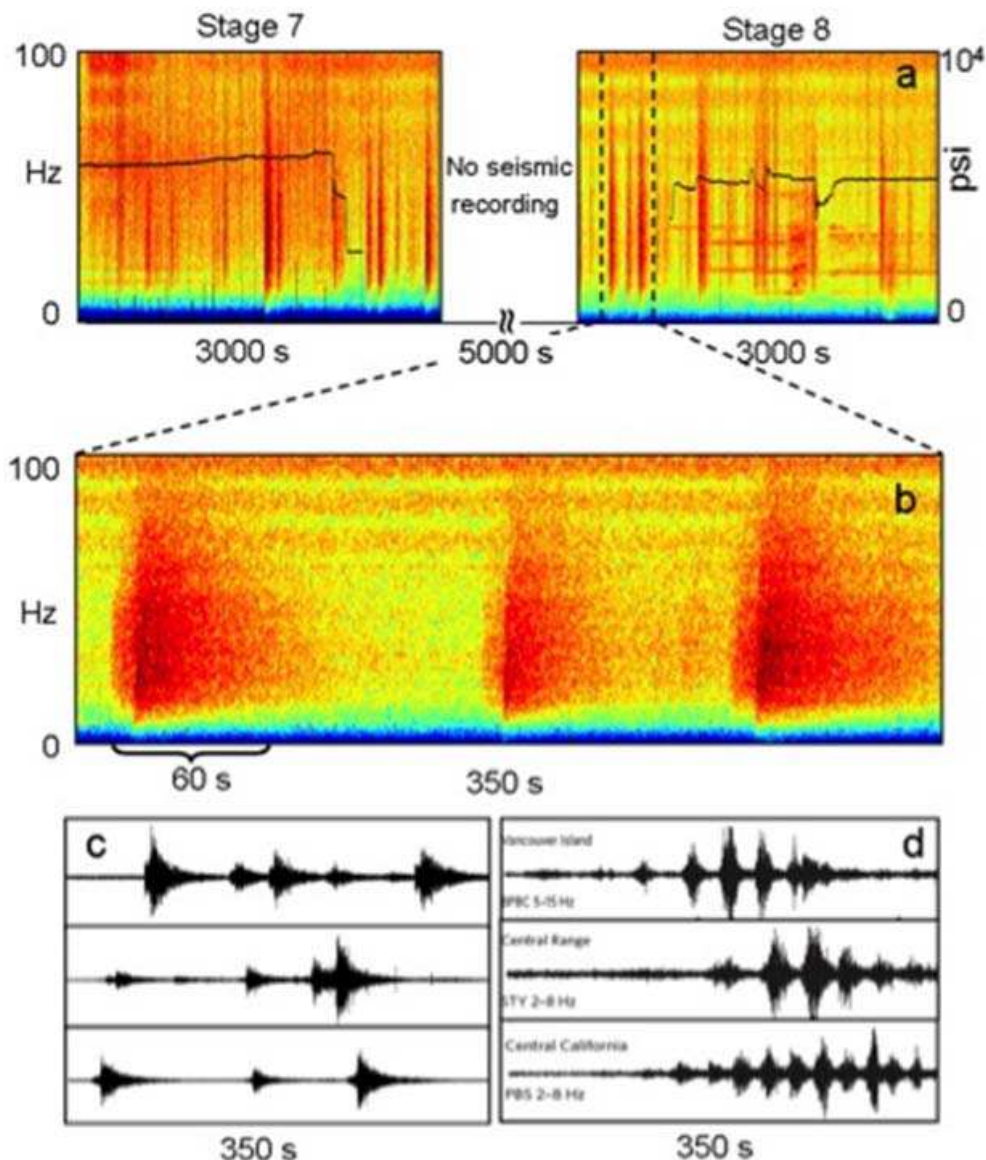 Stage 7
Stage 8
100
Hz
0
a
10⁴
psi
0
No seismic
recording
3000 s
5000 s
3000 s
100
Hz
0
b
60 s
350 s
c
d
Vancouver Island
5-15 Hz
Central Range
2-8 Hz
Central California
PBS 2-8 Hz
350 s
350 s